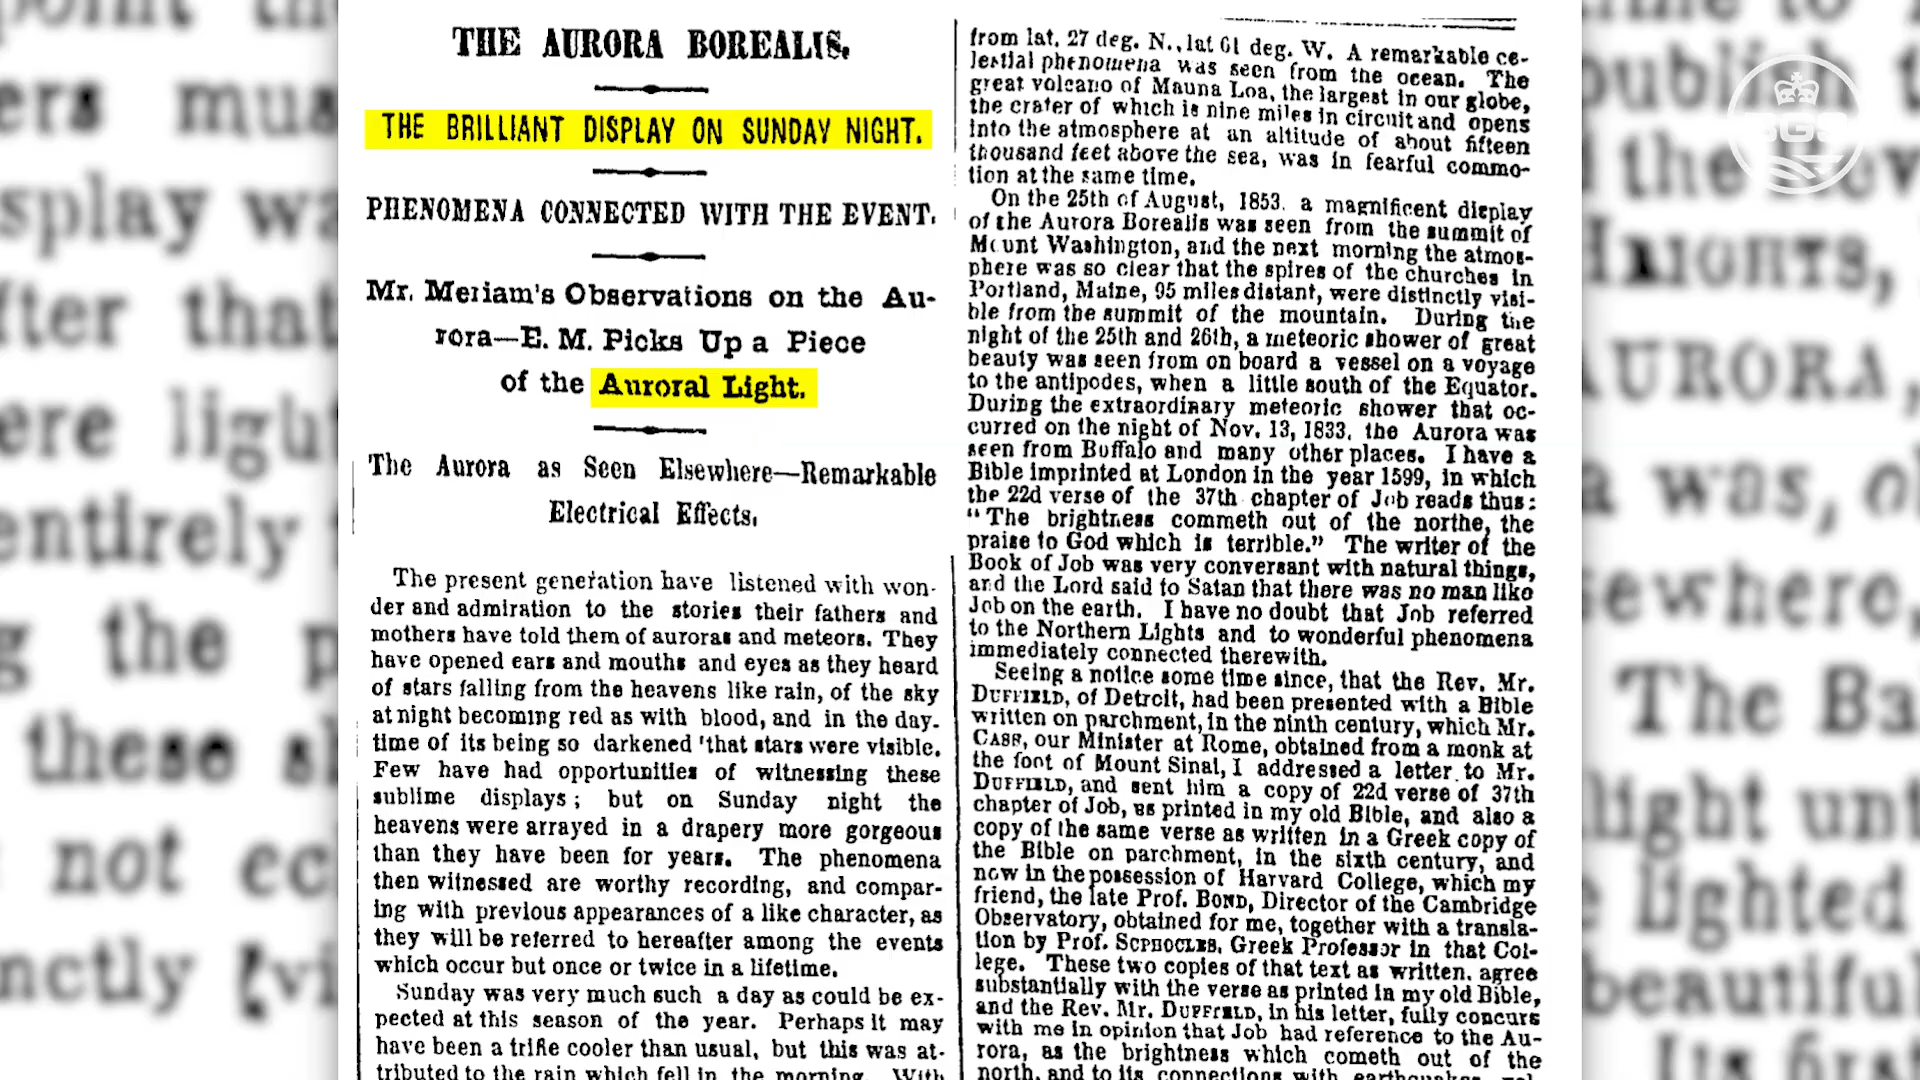 THE AURORA BOREALIS.
THE BRILLIANT DISPLAY ON SUNDAY NIGHT.
PHENOMENA CONNECTED WITH THE EVENT.
Mr. Meriam's Observations on the Au-
rora—E. M. Picks Up a Piece
of the Auroral Light.
The Aurora as Seen Elsewhere—Remarkable
Electrical Effects.
The present generation have listened with won-
der and admiration to the stories their fathers and
mothers have told them of auroras and meteors. They
have opened ears and mouths and eyes as they heard
of stars falling from the heavens like rain, of the sky
at night becoming red as with blood, and in the day-
time of its being so darkened 'that stars were visible.
Few have had opportunities of witnessing these
sublime displays; but on Sunday night the
heavens were arrayed in a drapery more gorgeous
than they have been for years. The phenomena
then witnessed are worthy recording, and compar-
ing with previous appearances of a like character, as
they will be referred to hereafter among the events
which occur but once or twice in a lifetime.
Sunday was very much such a day as could be ex-
pected at this season of the year. Perhaps it may
have been a trifle cooler than usual, but this was at-
tributed to the rain which fell in the morning. With
from lat. 27 deg. N., lat 61 deg. W. A remarkable ce-
lestial phenomena was seen from the ocean. The
great volcano of Mauna Loa, the largest in our globe,
the crater of which is nine miles in circuit and opens
into the atmosphere at an altitude of about fifteen
thousand feet above the sea, was in fearful commo-
tion at the same time.
On the 25th of August, 1853, a magnificent display
of the Aurora Borealis was seen from the summit of
Mount Washington, and the next morning the atmos-
phere was so clear that the spires of the churches in
Portland, Maine, 95 miles distant, were distinctly visi-
ble from the summit of the mountain. During the
night of the 25th and 26th, a meteoric shower of great
beauty was seen from on board a vessel on a voyage
to the antipodes, when a little south of the Equator.
During the extraordinary meteoric shower that oc-
curred on the night of Nov. 13, 1833, the Aurora was
seen from Buffalo and many other places. I have a
Bible imprinted at London in the year 1599, in which
the 22d verse of the 37th chapter of Job reads thus:
"The brightness commeth out of the northe, the
praise to God which is terrible." The writer of the
Book of Job was very conversant with natural things,
and the Lord said to Satan that there was no man like
Job on the earth. I have no doubt that Job referred
to the Northern Lights and to wonderful phenomena
immediately connected therewith.
Seeing a notice some time since, that the Rev. Mr.
DUFFIELD, of Detroit, had been presented with a Bible
written on parchment, in the ninth century, which Mr.
CASS, our Minister at Rome, obtained from a monk at
the foot of Mount Sinai, I addressed a letter to Mr.
DUFFIELD, and sent him a copy of 22d verse of 37th
chapter of Job, as printed in my old Bible, and also a
copy of the same verse as written in a Greek copy of
the Bible on parchment, in the sixth century, and
now in the possession of Harvard College, which my
friend, the late Prof. BOND, Director of the Cambridge
Observatory, obtained for me, together with a transla-
tion by Prof. SOPHOCLES, Greek Professor in that Col-
lege. These two copies of that text as written, agree
substantially with the verse as printed in my old Bible,
and the Rev. Mr. DUFFIELD, in his letter, fully concurs
with me in opinion that Job had reference to the Au-
rora, as the brightness which cometh out of the
north, and to its connections with earthquakes, vol-
BGS